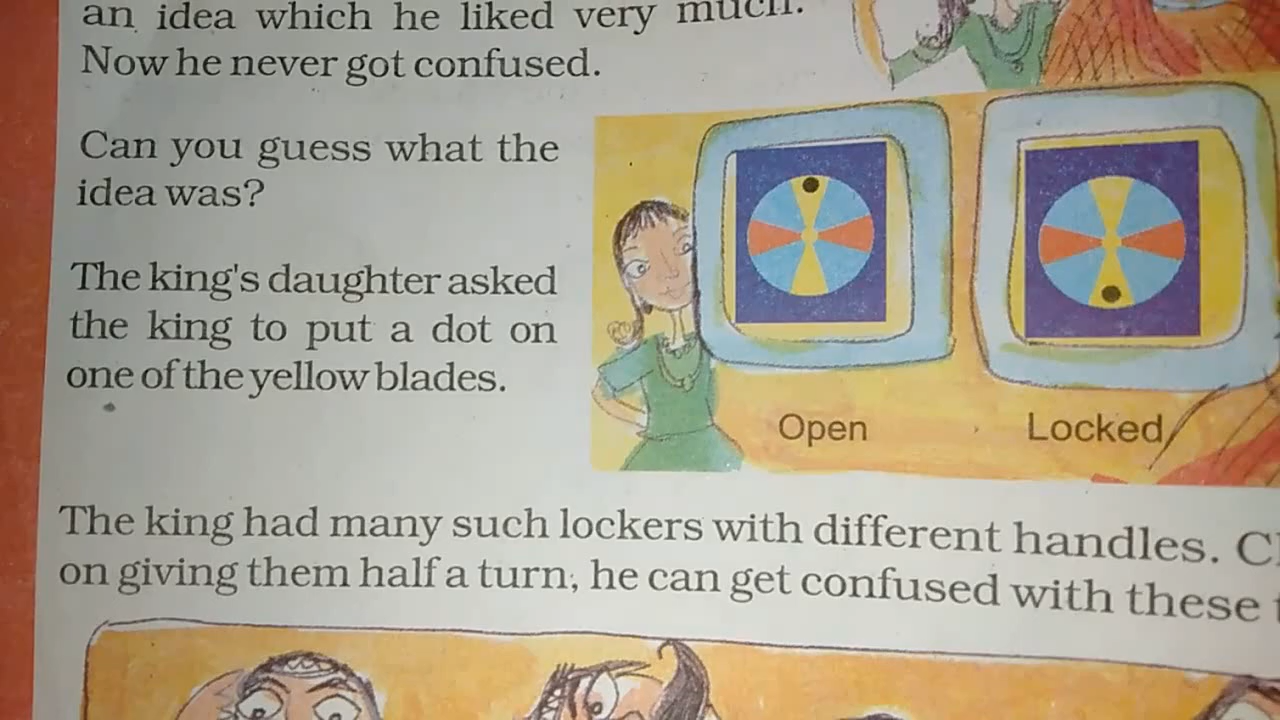 an idea which he liked very much.
Now he never got confused.
Can you guess what the
idea was?
The king's daughter asked
the king to put a dot on
one of the yellow blades.
Open
Locked
The king had many such lockers with different handles.
on giving them half a turn, he can get confused with these